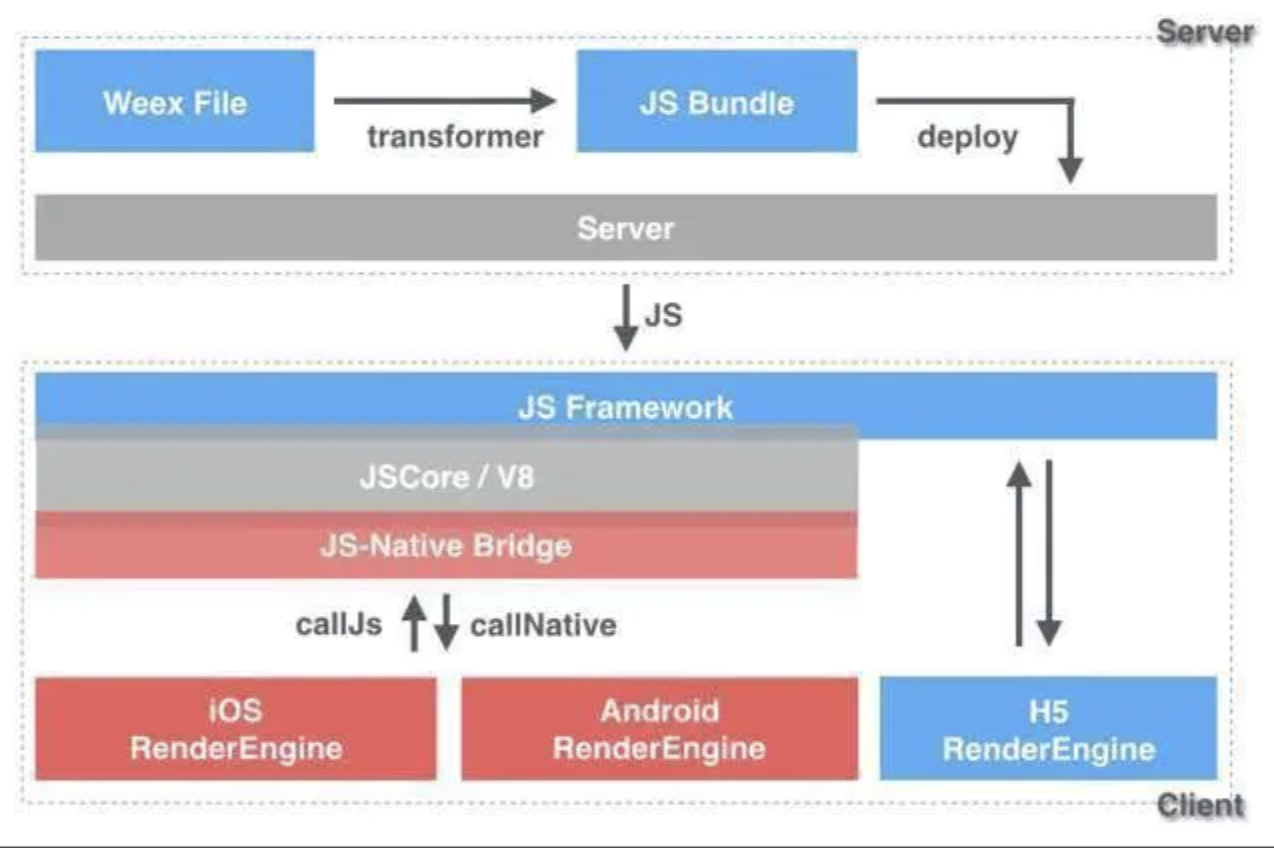 Server
Weex File
transformer
JS Bundle
deploy
Server
JS
JS Framework
JSCore / V8
JS-Native Bridge
callJs
callNative
iOS
RenderEngine
Android
RenderEngine
H5
RenderEngine
Client